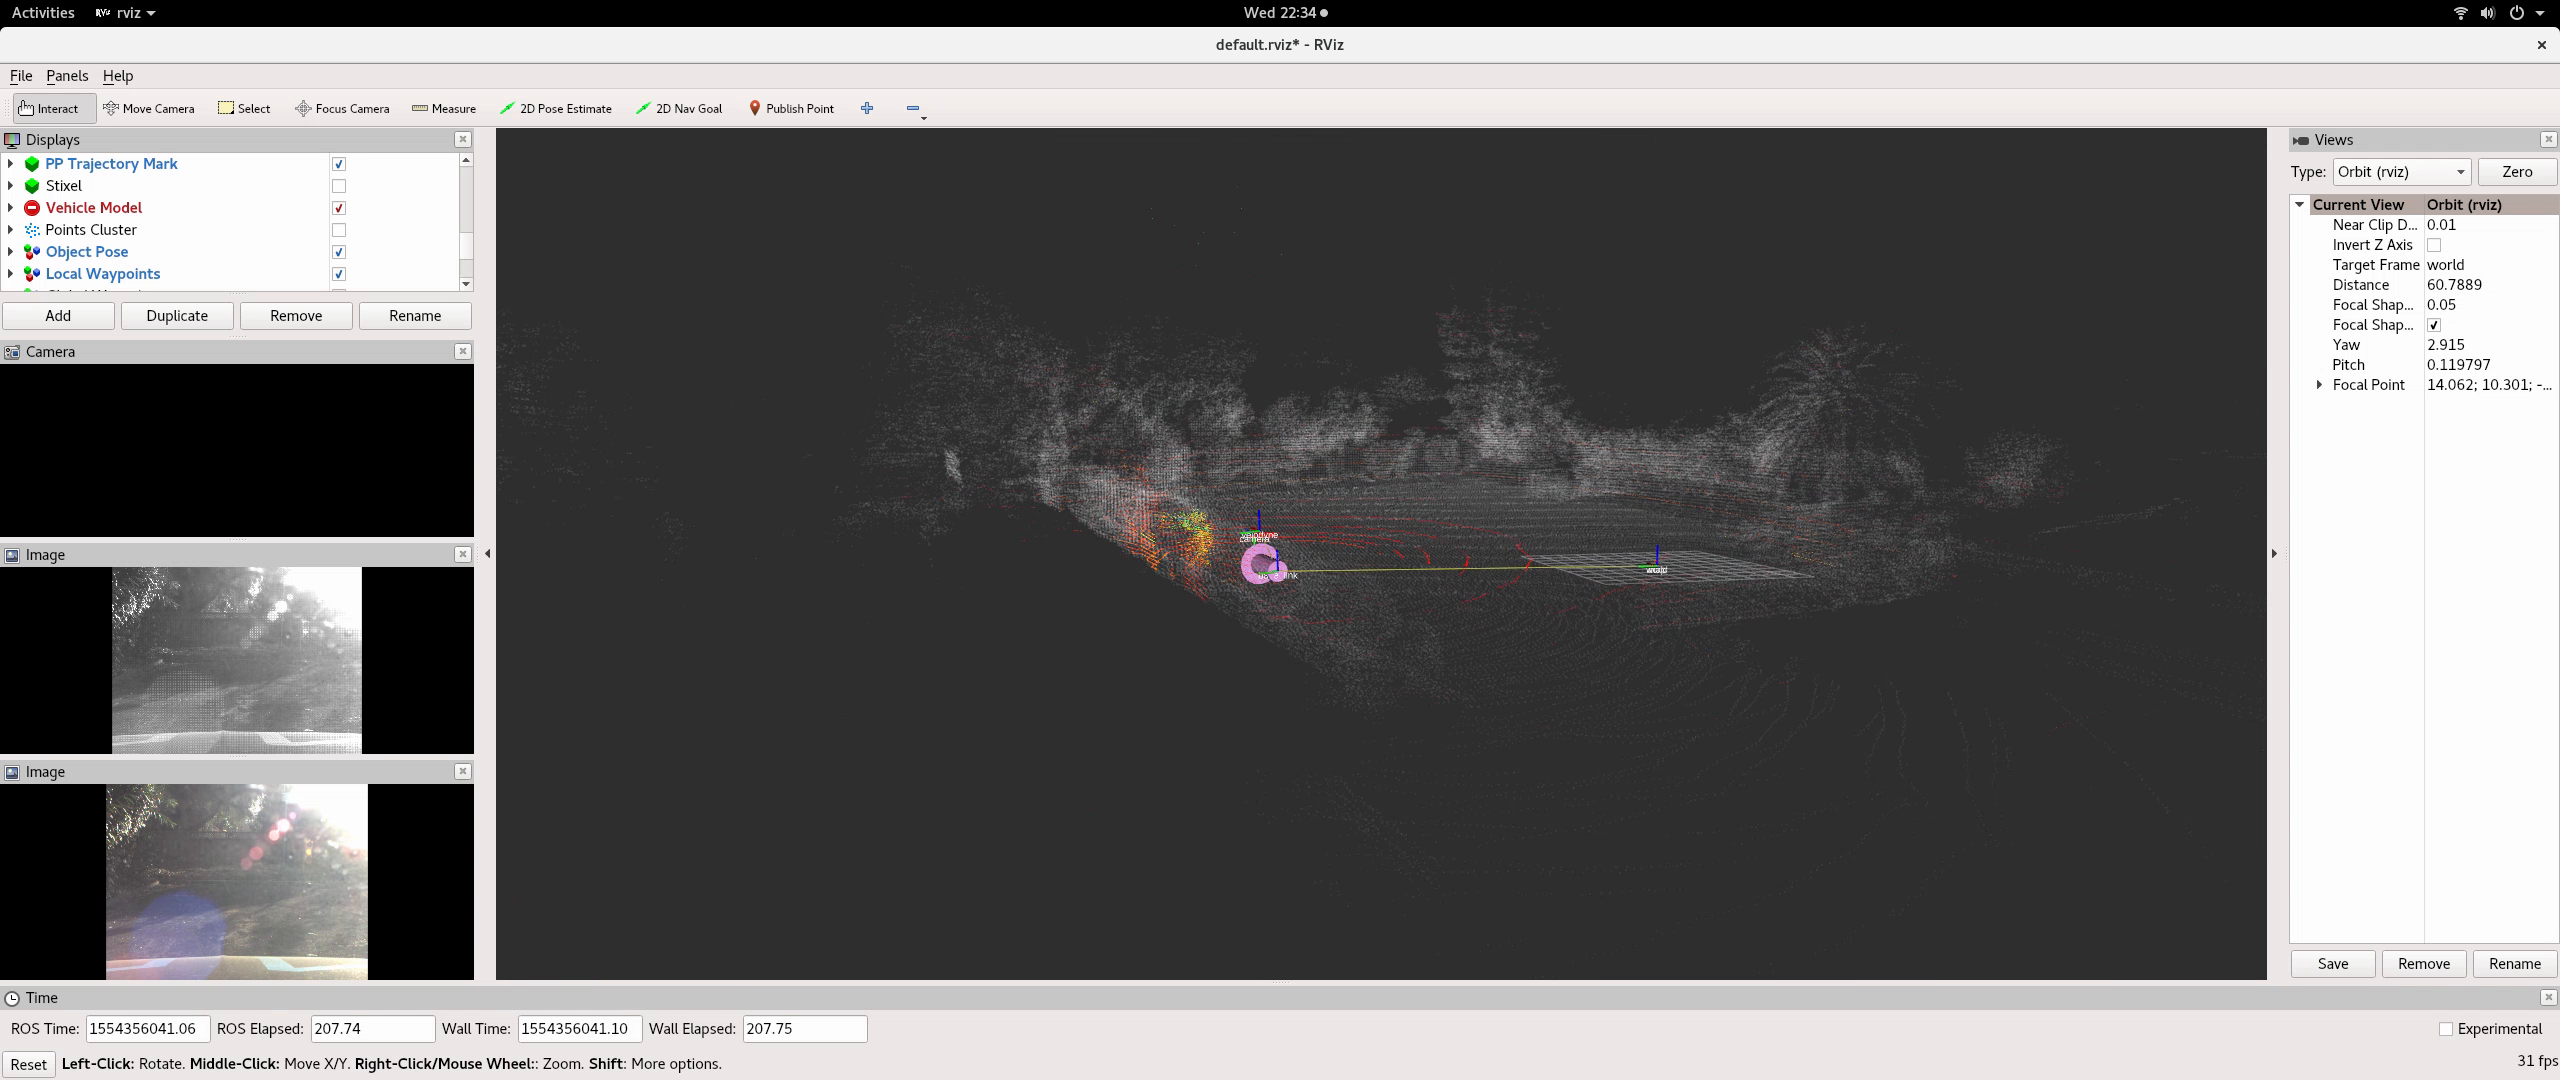 Activities rviz Wed 22:34
default.rviz* - RViz
File Panels Help
Interact Move Camera Select Focus Camera Measure 2D Pose Estimate 2D Nav Goal Publish Point
Displays
PP Trajectory Mark
Stixel
Vehicle Model
Points Cluster
Object Pose
Local Waypoints
Add Duplicate Remove Rename
Camera
Image
Image
velodyne
camera
world
Views
Type: Orbit (rviz) Zero
Current View Orbit (rviz)
Near Clip D... 0.01
Invert Z Axis
Target Frame world
Distance 60.7889
Focal Shap... 0.05
Focal Shap...
Yaw 2.915
Pitch 0.119797
Focal Point 14.062; 10.301; -...
Save Remove Rename
Time
ROS Time: 1554356041.06 ROS Elapsed: 207.74 Wall Time: 1554356041.10 Wall Elapsed: 207.75 Experimental
Reset Left-Click: Rotate. Middle-Click: Move X/Y. Right-Click/Mouse Wheel:: Zoom. Shift: More options. 31 fps